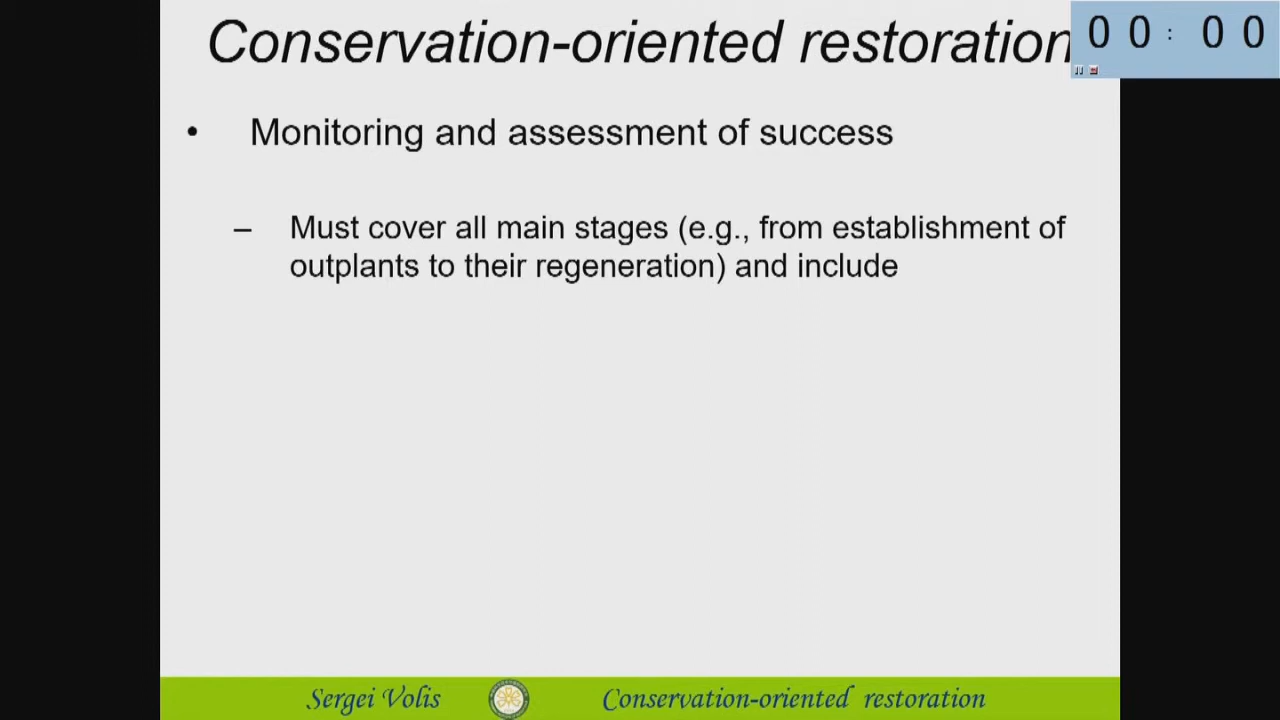 Conservation-oriented restoration
00:00
• Monitoring and assessment of success
– Must cover all main stages (e.g., from establishment of
outplants to their regeneration) and include
Sergei Volis
Conservation-oriented restoration